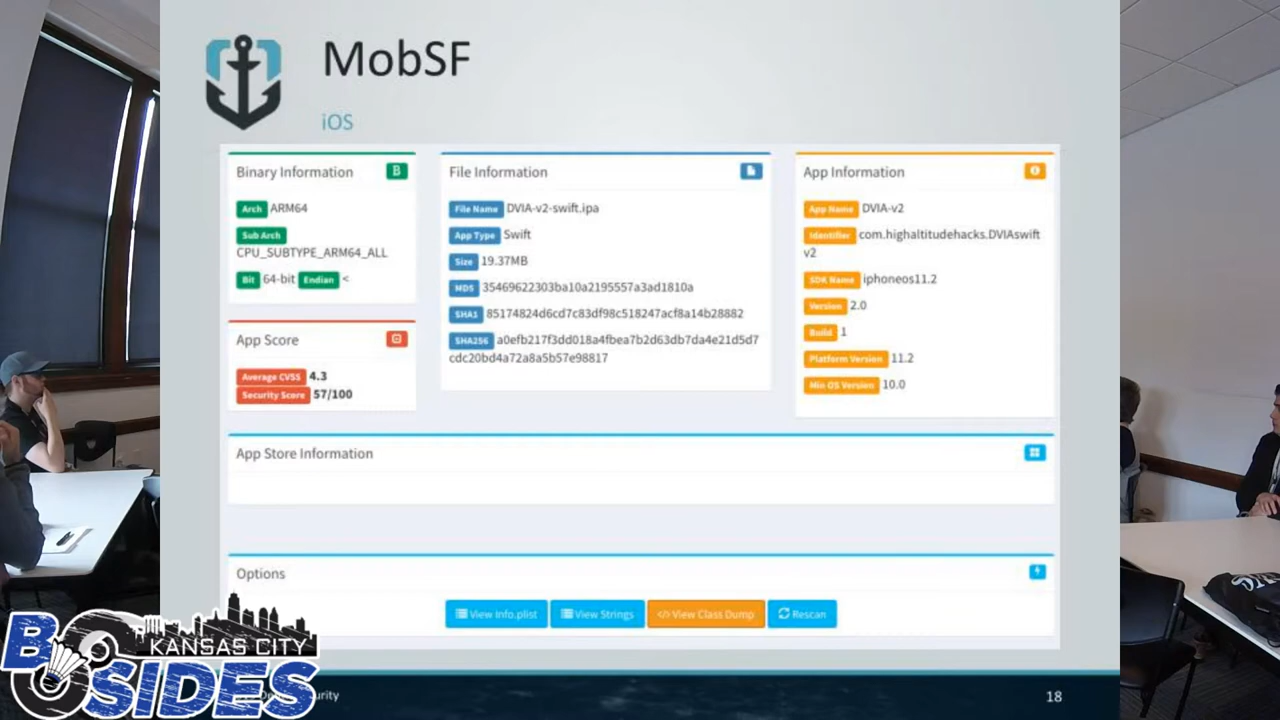 MobSF
iOS
Binary Information
B
Arch ARM64
Sub Arch
CPU_SUBTYPE_ARM64_ALL
Bit 64-bit Endian <
App Score
Average CVSS 4.3
Security Score 57/100
File Information
File Name DVIA-v2-swift.ipa
App Type Swift
Size 19.37MB
MD5 35469622303ba10a2195557a3ad1810a
SHA1 85174824d6cd7c83df98c518247acf8a14b28882
SHA256 a0efb217f3dd018a4fbea7b2d63db7da4e21d5d7
cdc20bd4a72a8a5b57e98817
App Information
App Name DVIA-v2
Identifier com.highaltitudehacks.DVIAswift
v2
SDK Name iphoneos11.2
Version 2.0
Build 1
Platform Version 11.2
Min OS Version 10.0
App Store Information
Options
View Info.plist View Strings </> View Class Dump Rescan
B
KANSAS CITY
SIDES
18